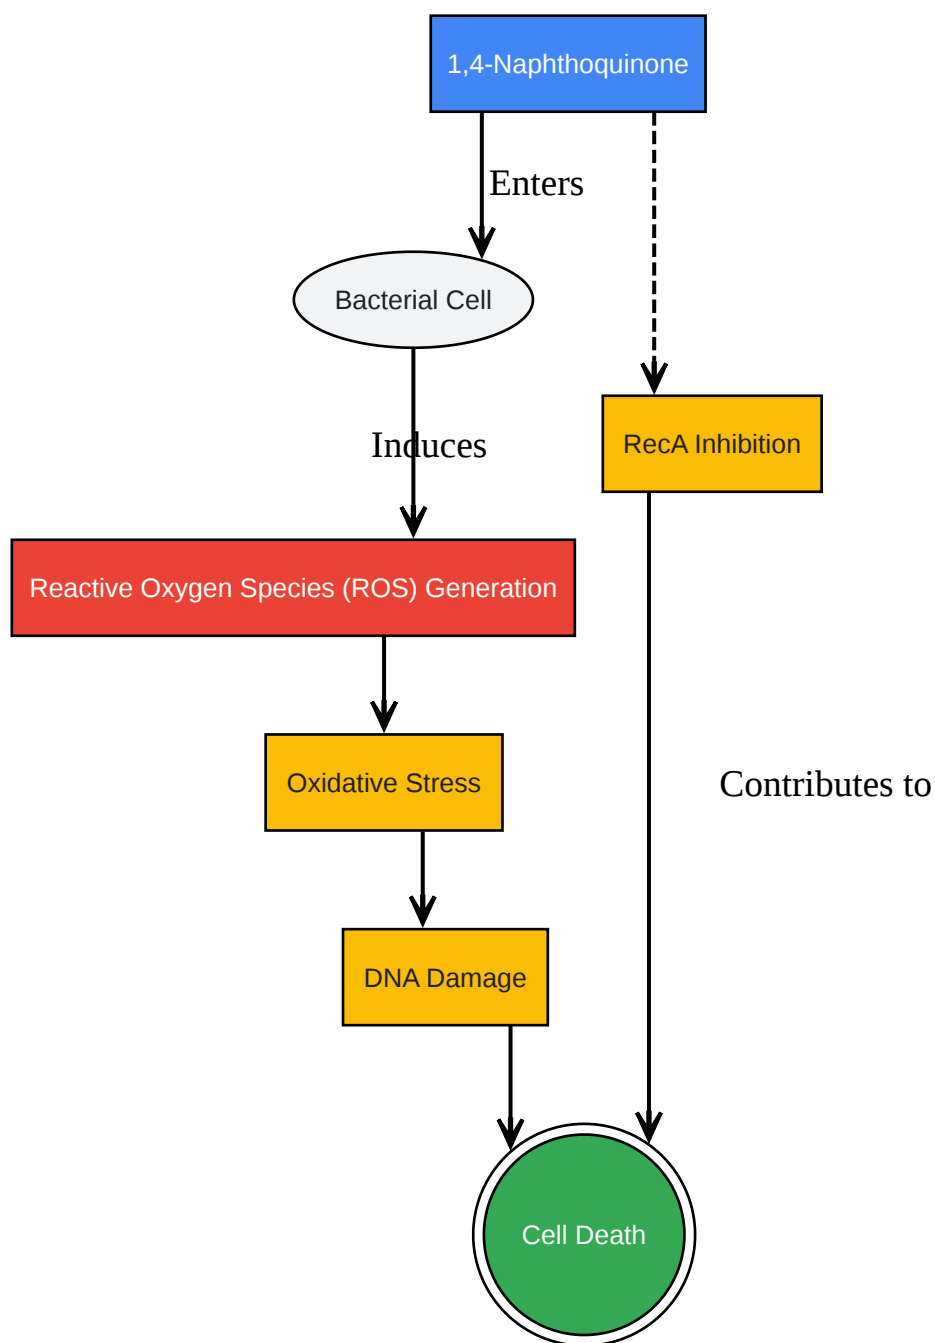 1,4-Naphthoquinone
Enters
Bacterial Cell
Induces
RecA Inhibition
Reactive Oxygen Species (ROS) Generation
Oxidative Stress
Contributes to
DNA Damage
Cell Death